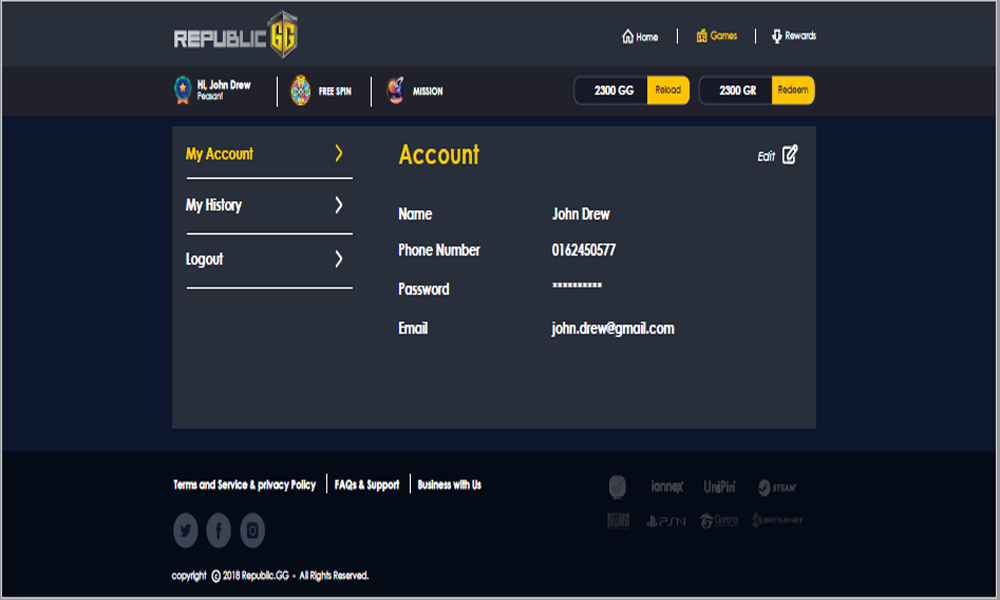 REPUBLIC GG
Home
Games
Rewards
Hi, John Drew
Peasant
FREE SPIN
MISSION
2300 GG
Reload
2300 GR
Redeem
My Account
My History
Logout
Account
Edit
Name
John Drew
Phone Number
0162450577
Password
**********
Email
john.drew@gmail.com
Terms and Service & privacy Policy
FAQs & Support
Business with Us
ionnex
UniPin
STEAM
BLIZZARD
PSN
Garena
BATTLE.NET
copyright © 2018 Republic.GG - All Rights Reserved.